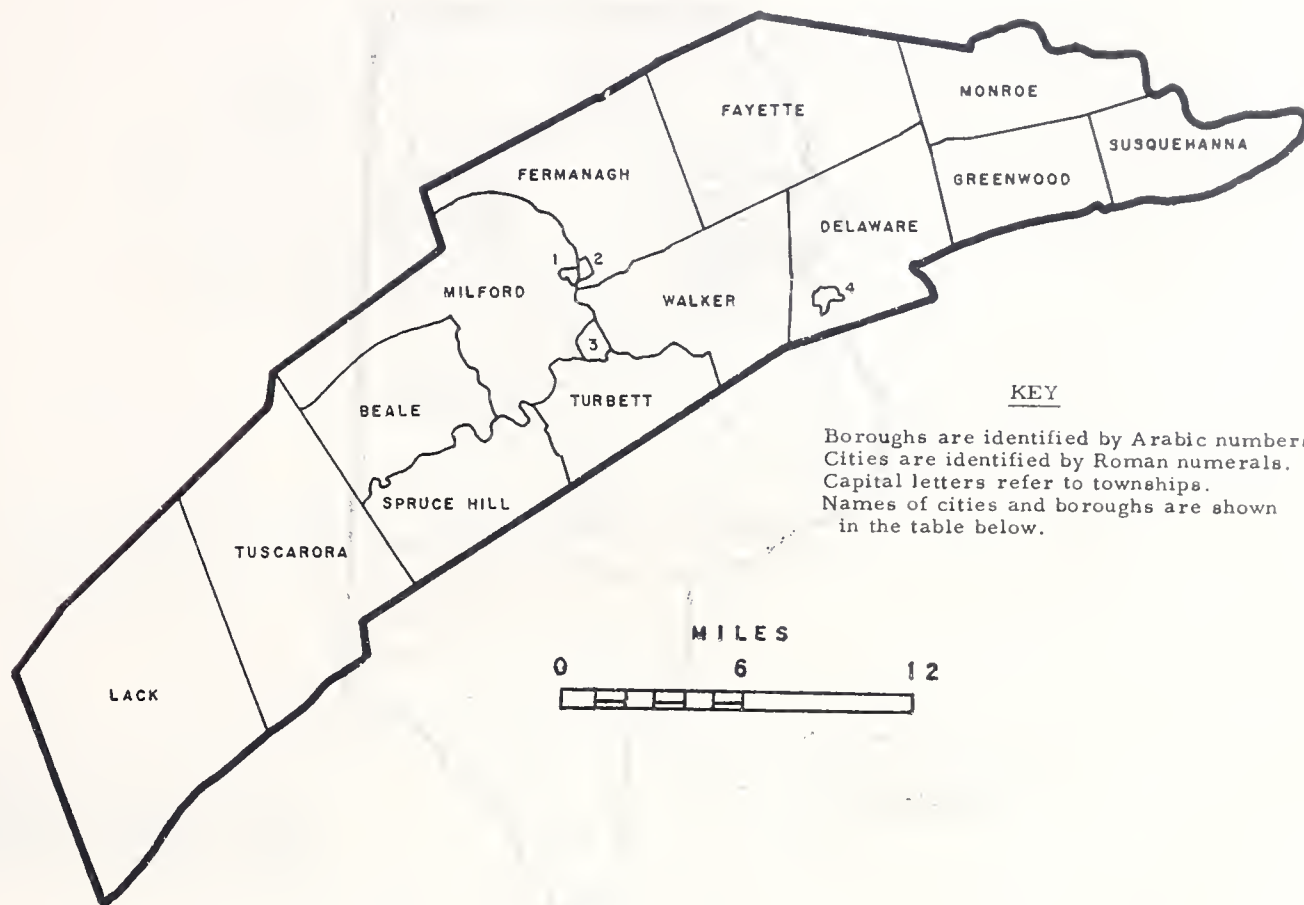 MONROE
FAYETTE
SUSQUEHANNA
FERMANAGH
GREENWOOD
DELAWARE
1 2
MILFORD
WALKER
4
3
BEALE
TURBETT
SPRUCE HILL
TUSCARORA
LACK
KEY
Boroughs are identified by Arabic numbers
Cities are identified by Roman numerals.
Capital letters refer to townships.
Names of cities and boroughs are shown
in the table below.
MILES
0 6 12